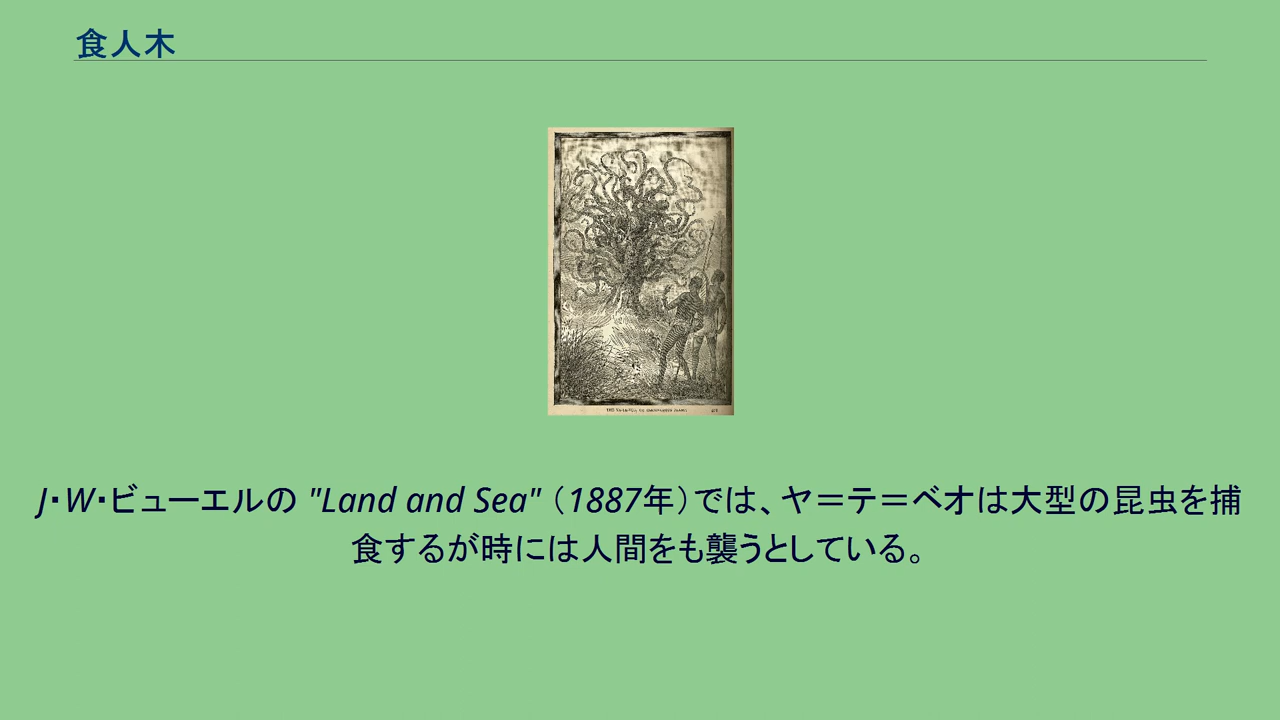 食人木
J・W・ビューエルの "Land and Sea"（1887年）では、ヤ＝テ＝ベオは大型の昆虫を捕
食するが時には人間をも襲うとしている。